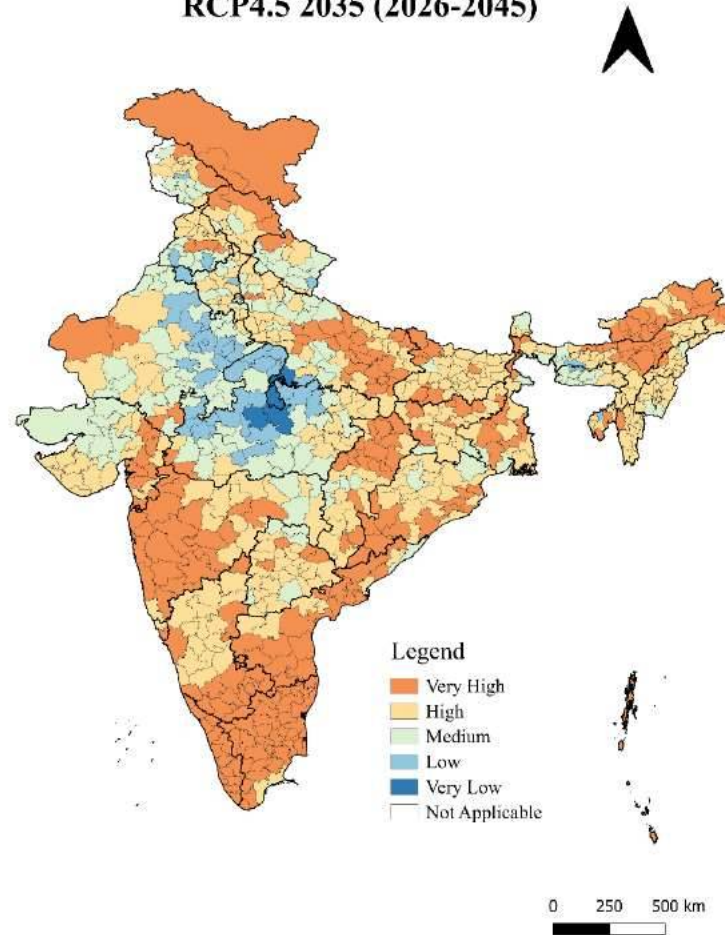 RCP4.5 2035 (2026-2045)
Legend
Very High
High
Medium
Low
Very Low
Not Applicable
0 250 500 km